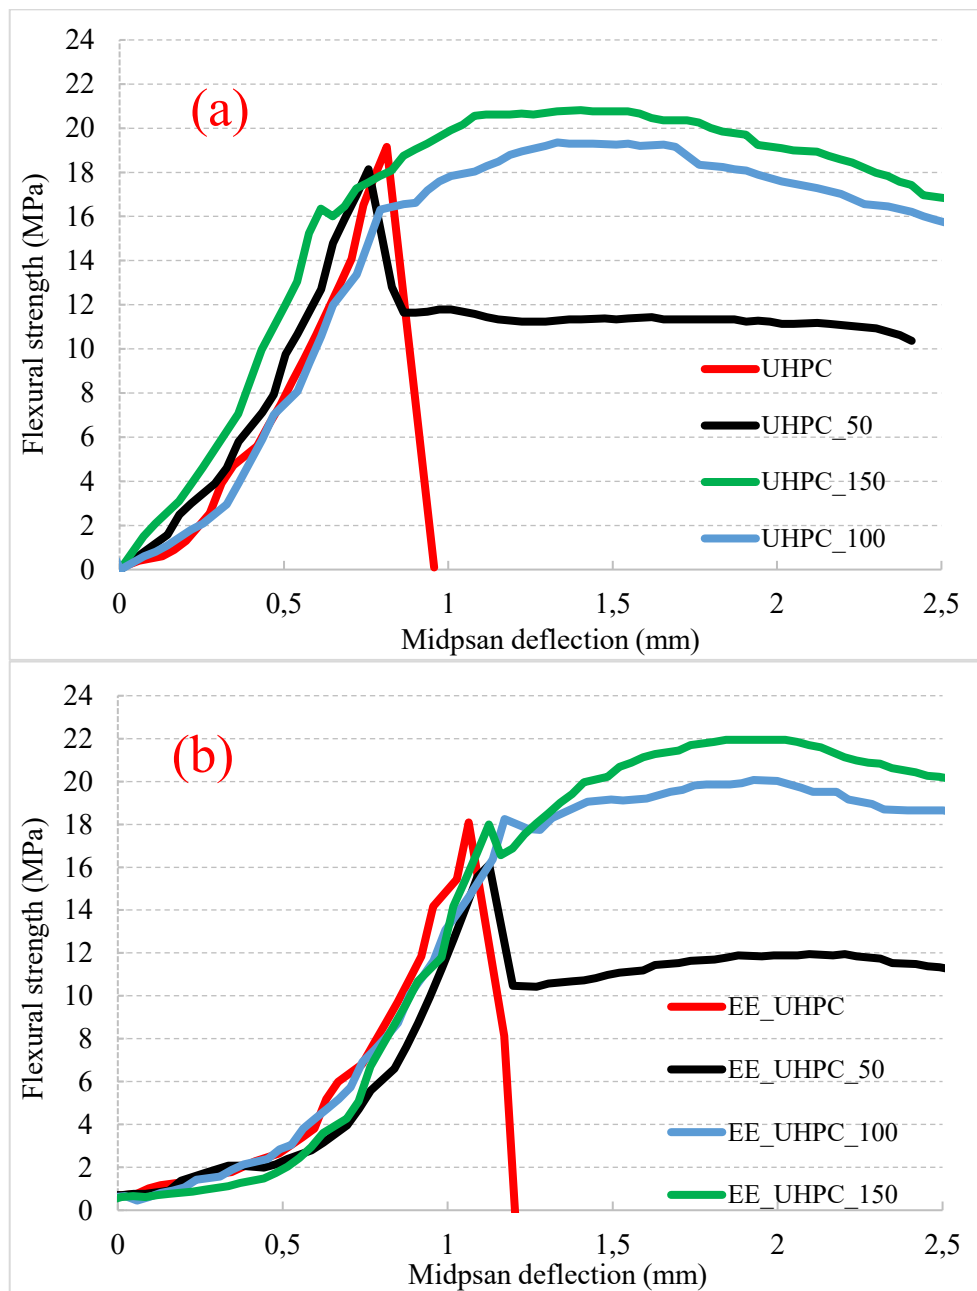 24
(a)
22
20
18
16
14
12
10
8
6
4
2
0
Flexural strength (MPa)
UHPC
UHPC_50
UHPC_150
UHPC_100
0
0,5
1
1,5
2
2,5
Midpsan deflection (mm)
24
(b)
22
20
18
16
14
12
10
8
6
4
2
0
Flexural strength (MPa)
EE_UHPC
EE_UHPC_50
EE_UHPC_100
EE_UHPC_150
0
0,5
1
1,5
2
2,5
Midpsan deflection (mm)